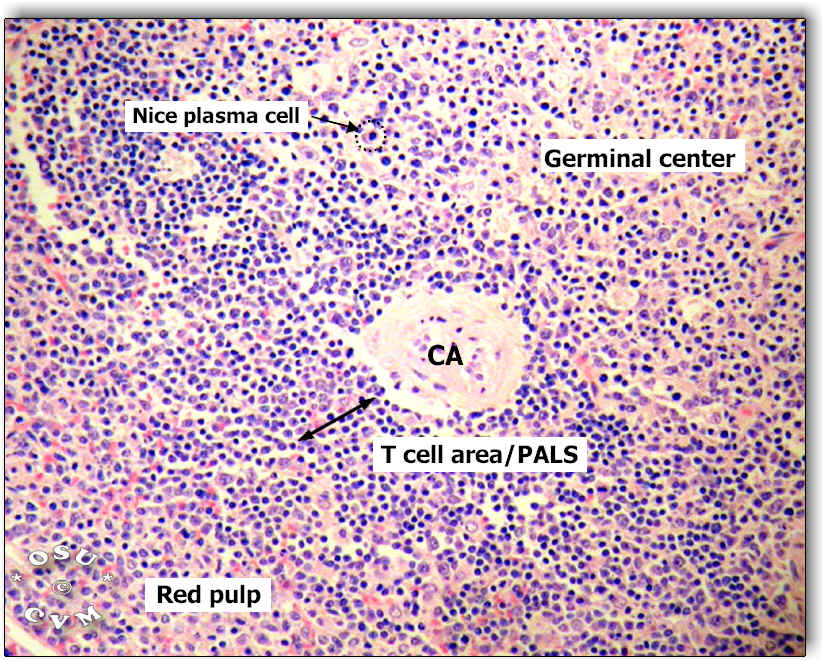 Nice plasma cell
Germinal center
CA
T cell area/PALS
Red pulp
* OSU *
©
CVM